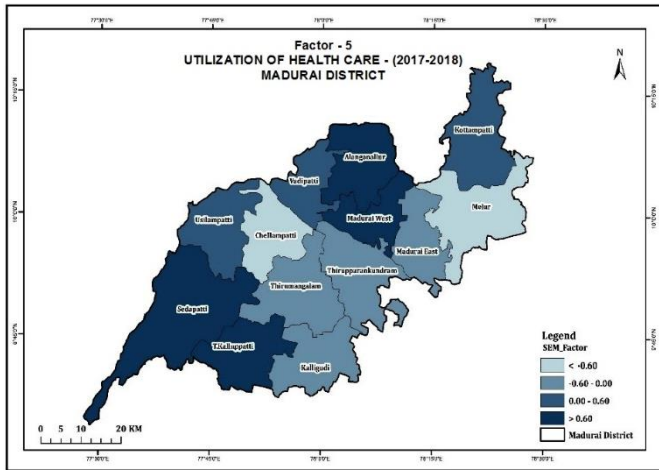 Factor - 5
UTILIZATION OF HEALTH CARE - (2017-2018)
MADURAI DISTRICT
N
Kottampatti
Alanganallur
Vadipatti
Melur
Madurai West
Usilampatti
Chellampatti
Madurai East
Thirupparankundram
Thirumangalam
Sedapatti
T.Kallupatti
Kalligudi
Legend
SEM_Factor
< -0.60
-0.60 - 0.00
0.00 - 0.60
> 0.60
Madurai District
0 5 10 20 KM